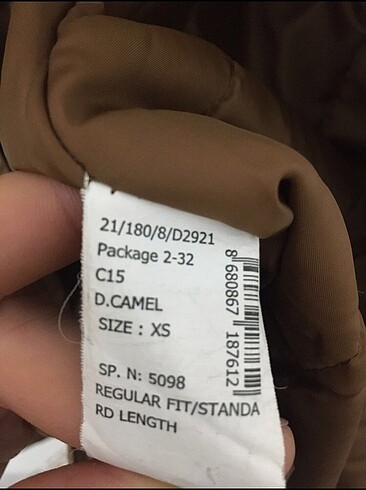 21/180/8/D2921
Package 2-32
C15
D.CAMEL
SIZE : XS
SP. N: 5098
REGULAR FIT/STANDA
RD LENGTH
8 680867 187612